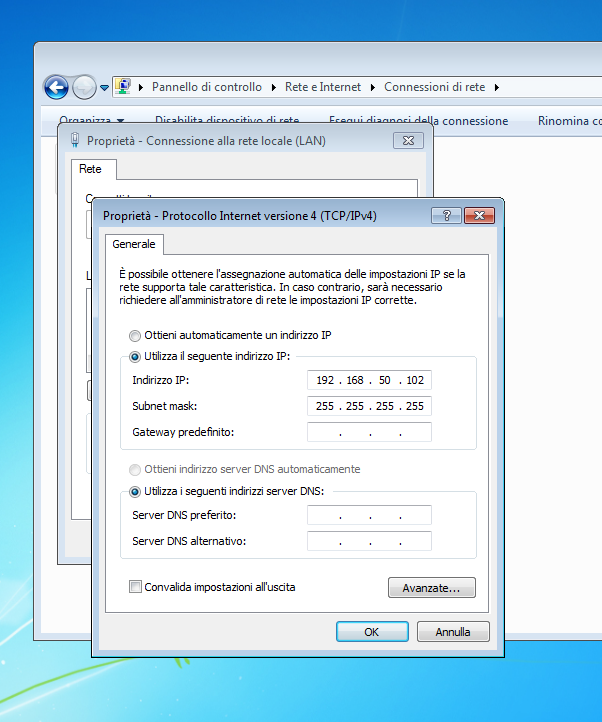 Pannello di controllo
Rete e Internet
Connessioni di rete
Organizza
Disabilita dispositivo di rete
Esegui diagnosi della connessione
Rinomina co
Proprietà - Connessione alla rete locale (LAN)
Rete
Proprietà - Protocollo Internet versione 4 (TCP/IPv4)
?
Generale
È possibile ottenere l'assegnazione automatica delle impostazioni IP se la
rete supporta tale caratteristica. In caso contrario, sarà necessario
richiedere all'amministratore di rete le impostazioni IP corrette.
Ottieni automaticamente un indirizzo IP
Utilizza il seguente indirizzo IP:
Indirizzo IP: 192 . 168 . 50 . 102
Subnet mask: 255 . 255 . 255 . 255
Gateway predefinito: . . .
Ottieni indirizzo server DNS automaticamente
Utilizza i seguenti indirizzi server DNS:
Server DNS preferito: . . .
Server DNS alternativo: . . .
Convalida impostazioni all'uscita
Avanzate...
OK
Annulla